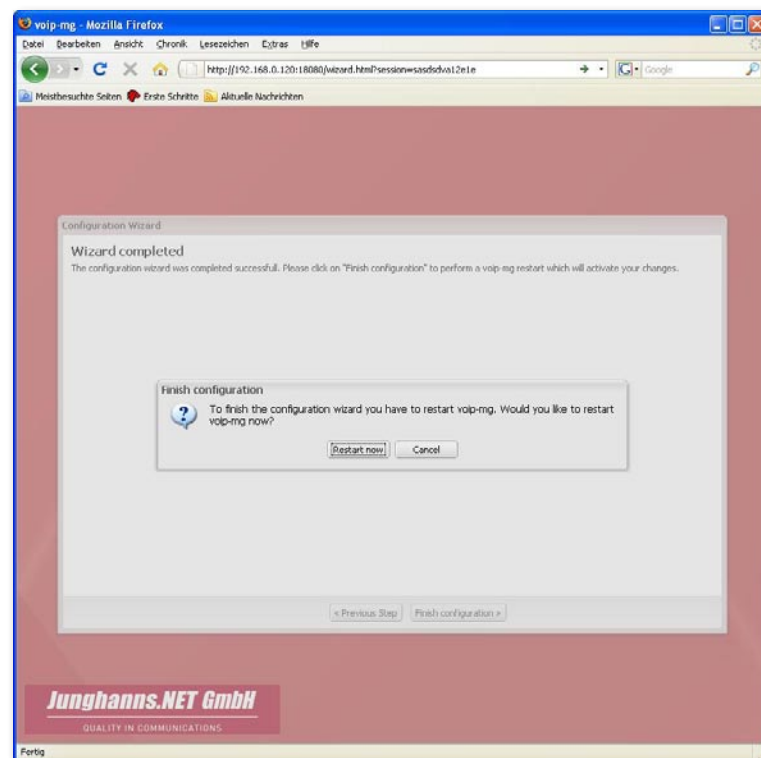 voip-mg - Mozilla Firefox
Datei Bearbeiten Ansicht Chronik Lesezeichen Extras Hilfe
http://192.168.0.120:18080/wizard.html?session=sasdsdva12e1e Google
Meistbesuchte Seiten Erste Schritte Aktuelle Nachrichten
Configuration Wizard
Wizard completed
The configuration wizard was completed successfull. Please click on "Finish configuration" to perform a voip-mg restart which will activate your changes.
Finish configuration
To finish the configuration wizard you have to restart voip-mg. Would you like to restart
voip-mg now?
Restart now Cancel
< Previous Step Finish configuration >
Junghanns.NET GmbH
QUALITY IN COMMUNICATIONS
Fertig